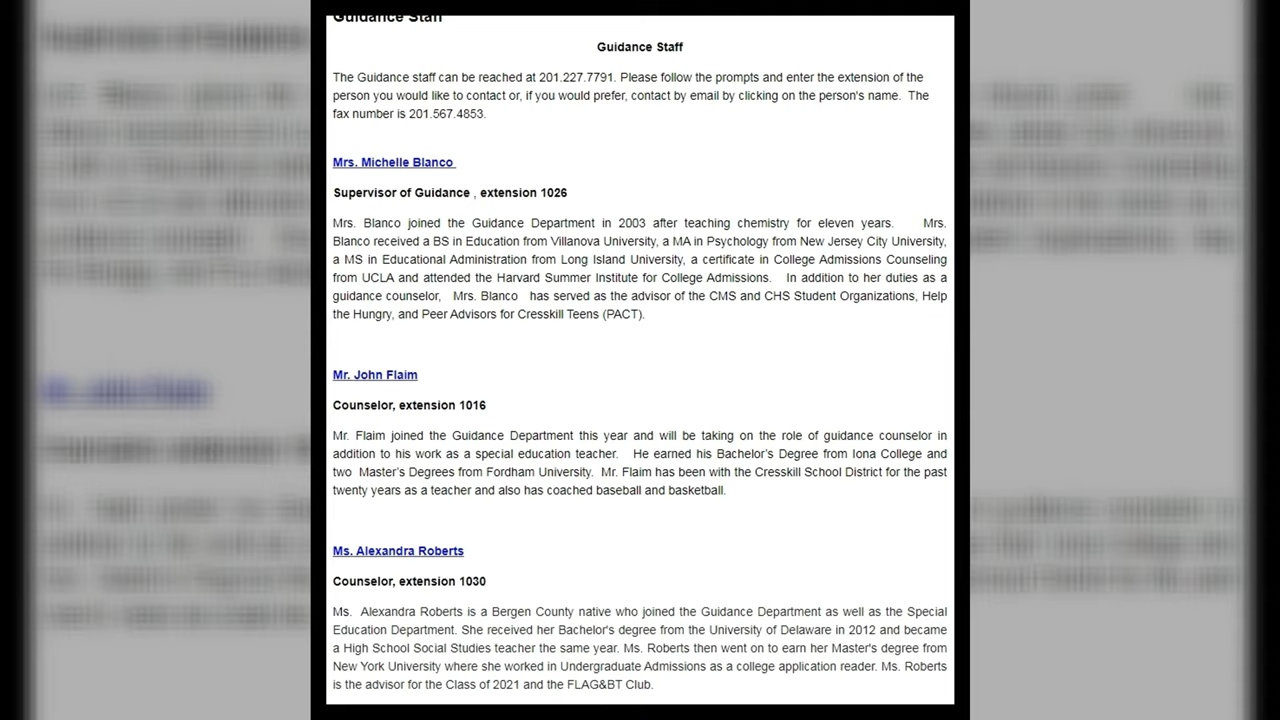 Guidance Staff
Guidance Staff
The Guidance staff can be reached at 201.227.7791. Please follow the prompts and enter the extension of the
person you would like to contact or, if you would prefer, contact by email by clicking on the person's name. The
fax number is 201.567.4853.
Mrs. Michelle Blanco
Supervisor of Guidance , extension 1026
Mrs. Blanco joined the Guidance Department in 2003 after teaching chemistry for eleven years. Mrs.
Blanco received a BS in Education from Villanova University, a MA in Psychology from New Jersey City University,
a MS in Educational Administration from Long Island University, a certificate in College Admissions Counseling
from UCLA and attended the Harvard Summer Institute for College Admissions. In addition to her duties as a
guidance counselor, Mrs. Blanco has served as the advisor of the CMS and CHS Student Organizations, Help
the Hungry, and Peer Advisors for Cresskill Teens (PACT).
Mr. John Flaim
Counselor, extension 1016
Mr. Flaim joined the Guidance Department this year and will be taking on the role of guidance counselor in
addition to his work as a special education teacher. He earned his Bachelor’s Degree from Iona College and
two Master’s Degrees from Fordham University. Mr. Flaim has been with the Cresskill School District for the past
twenty years as a teacher and also has coached baseball and basketball.
Ms. Alexandra Roberts
Counselor, extension 1030
Ms. Alexandra Roberts is a Bergen County native who joined the Guidance Department as well as the Special
Education Department. She received her Bachelor's degree from the University of Delaware in 2012 and became
a High School Social Studies teacher the same year. Ms. Roberts then went on to earn her Master's degree from
New York University where she worked in Undergraduate Admissions as a college application reader. Ms. Roberts
is the advisor for the Class of 2021 and the FLAG&BT Club.